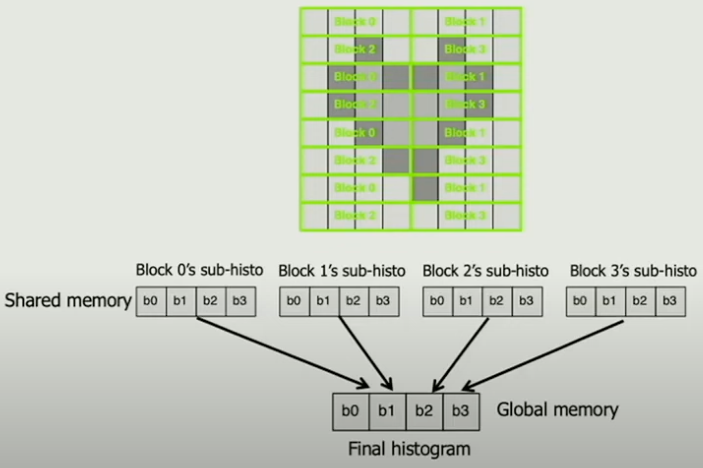 Block 0 Block 1
Block 2 Block 3
Block 0 Block 1
Block 2 Block 3
Block 0 Block 1
Block 2 Block 3
Block 0 Block 1
Block 2 Block 3
Block 0's sub-histo Block 1's sub-histo Block 2's sub-histo Block 3's sub-histo
Shared memory b0 b1 b2 b3 b0 b1 b2 b3 b0 b1 b2 b3 b0 b1 b2 b3
b0 b1 b2 b3 Global memory
Final histogram